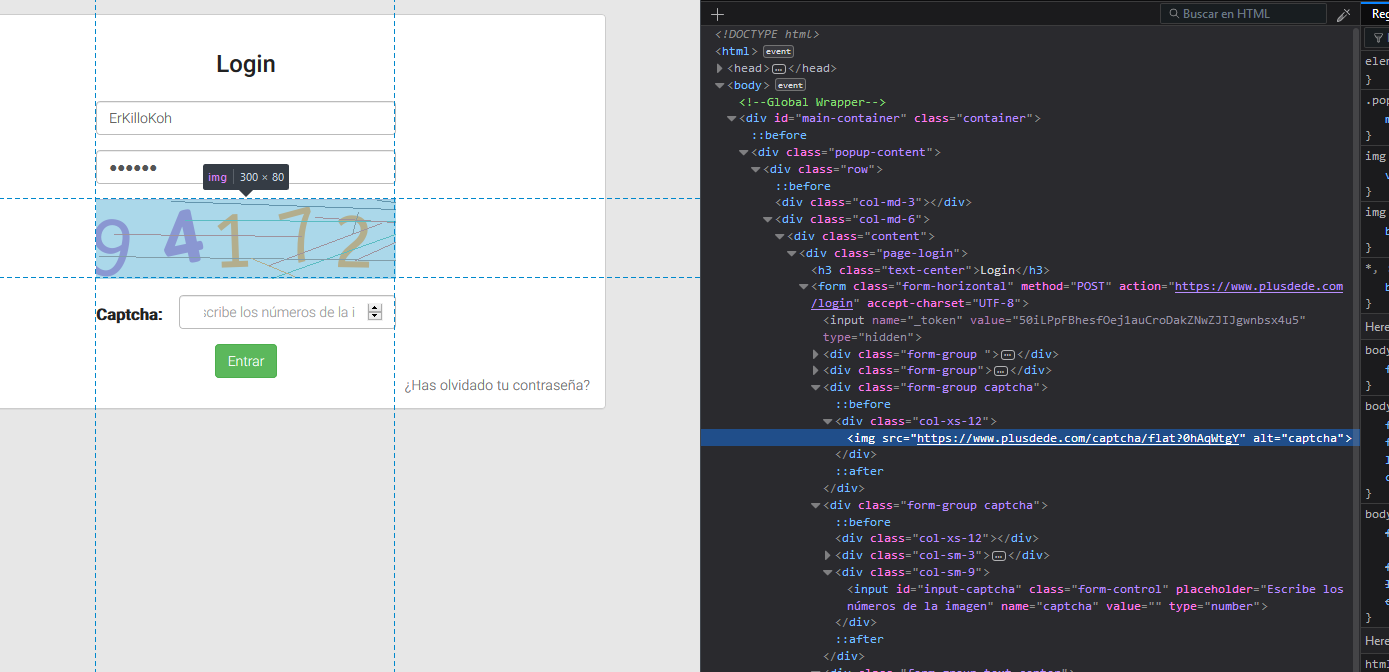 Login
ErKilloKoh
img 300 × 80
9 4 1 7 2
Captcha:
scribe los números de la i
Entrar
¿Has olvidado tu contraseña?
Buscar en HTML
<!DOCTYPE html>
<html> event
<head> </head>
<body> event
<!--Global Wrapper-->
<div id="main-container" class="container">
::before
<div class="popup-content">
<div class="row">
::before
<div class="col-md-3"></div>
<div class="col-md-6">
<div class="content">
<div class="page-login">
<h3 class="text-center">Login</h3>
<form class="form-horizontal" method="POST" action="https://www.plusdede.com
/login" accept-charset="UTF-8">
<input name="_token" value="50iLPpFBhesfOej1auCroDakZNwZJIJgwnbsx4u5"
type="hidden">
<div class="form-group "> </div>
<div class="form-group"> </div>
<div class="form-group captcha">
::before
<div class="col-xs-12">
<img src="https://www.plusdede.com/captcha/flat?0hAqWtgY" alt="captcha">
</div>
::after
</div>
<div class="form-group captcha">
::before
<div class="col-xs-12"></div>
<div class="col-sm-3"> </div>
<div class="col-sm-9">
<input id="input-captcha" class="form-control" placeholder="Escribe los
números de la imagen" name="captcha" value="" type="number">
</div>
::after
</div>
Reg
elem
}
.pop
m
}
img
v
}
img
b
}
*,
b
}
Here
body
f
}
body
f
f
l
c
}
body
}
Here
html